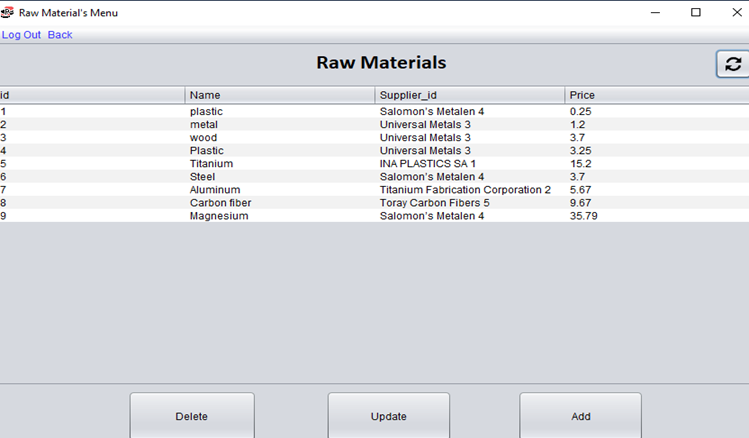 Raw Material's Menu
Log Out Back
Raw Materials
id Name Supplier_id Price
1 plastic Salomon's Metalen 4 0.25
2 metal Universal Metals 3 1.2
3 wood Universal Metals 3 3.7
4 Plastic Universal Metals 3 3.25
5 Titanium INA PLASTICS SA 1 15.2
6 Steel Salomon's Metalen 4 3.7
7 Aluminum Titanium Fabrication Corporation 2 5.67
8 Carbon fiber Toray Carbon Fibers 5 9.67
9 Magnesium Salomon's Metalen 4 35.79
Delete Update Add